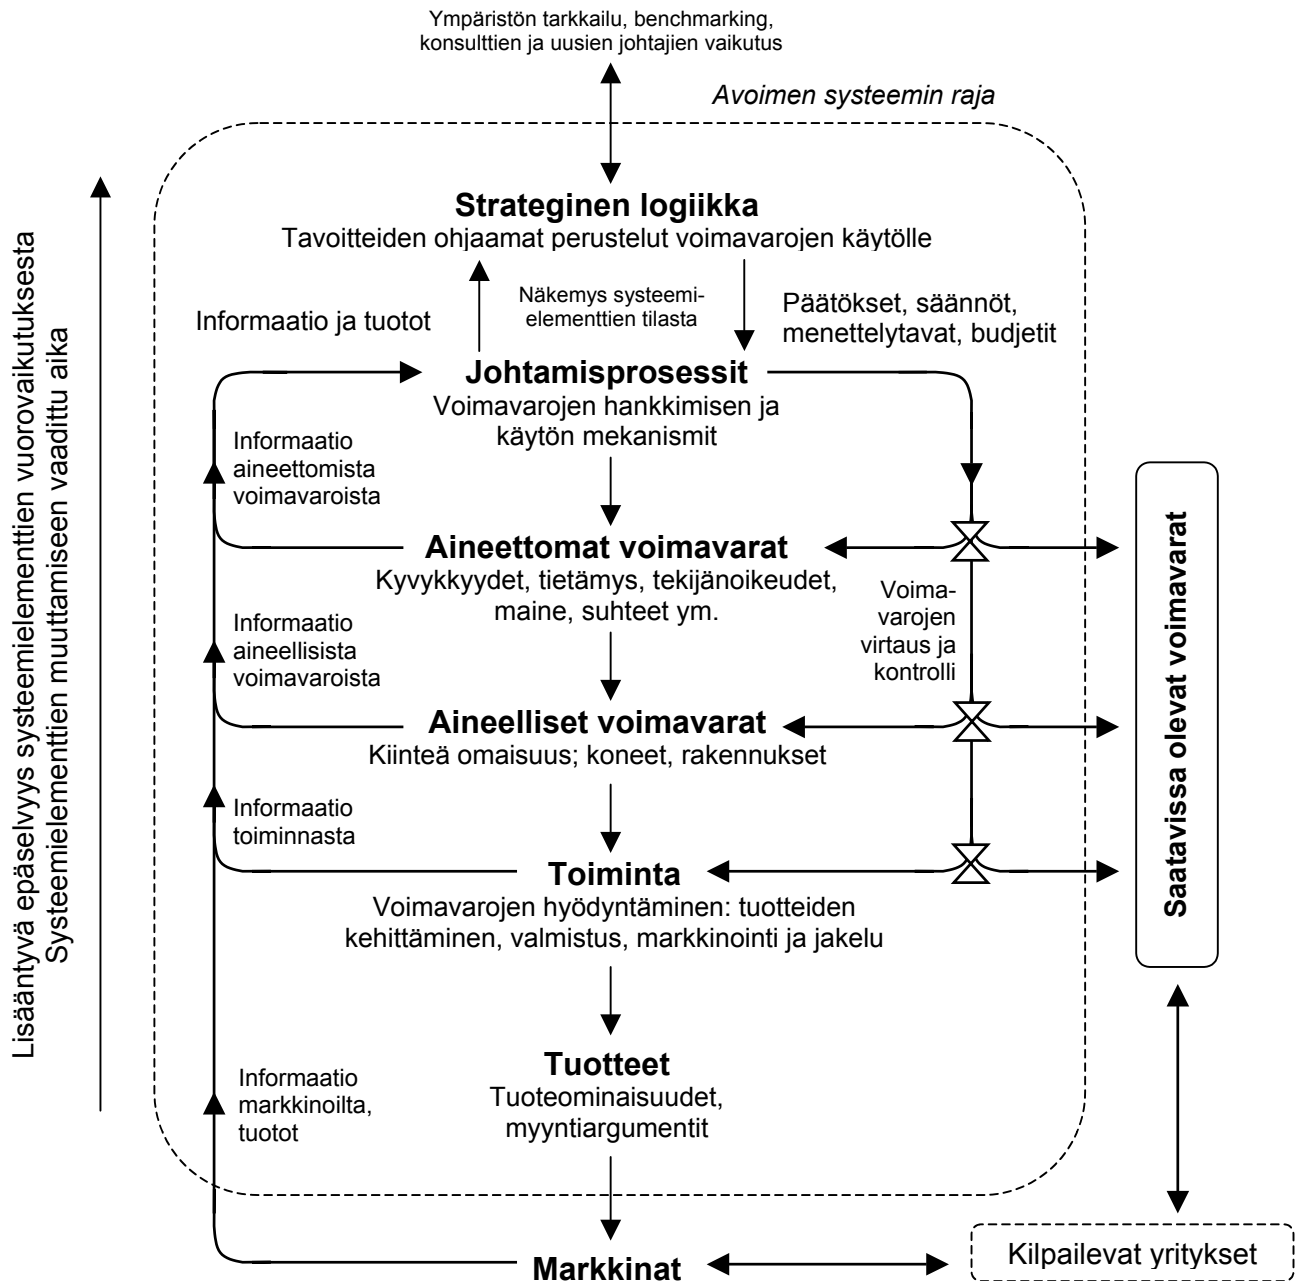 Ympäristön tarkkailu, benchmarking,
konsulttien ja uusien johtajien vaikutus
Avoimen systeemin raja
Strateginen logiikka
Tavoitteiden ohjaamat perustelut voimavarojen käytölle
Informaatio ja tuotot
Näkemys systeemi-
elementtien tilasta
Päätökset, säännöt,
menettelytavat, budjetit
Johtamisprosessit
Voimavarojen hankkimisen ja
käytön mekanismit
Informaatio
aineettomista
voimavaroista
Aineettomat voimavarat
Kyvykkyydet, tietämys, tekijänoikeudet,
maine, suhteet ym.
Voima-
varojen
virtaus ja
kontrolli
Informaatio
aineellisista
voimavaroista
Aineelliset voimavarat
Kiinteä omaisuus; koneet, rakennukset
Informaatio
toiminnasta
Toiminta
Voimavarojen hyödyntäminen: tuotteiden
kehittäminen, valmistus, markkinointi ja jakelu
Tuotteet
Tuoteominaisuudet,
myyntiargumentit
Informaatio
markkinoilta,
tuotot
Markkinat
Kilpailevat yritykset
Saatavissa olevat voimavarat
Lisääntyvä epäselvyys systeemielementtien vuorovaikutuksesta
Systeemielementtien muuttamiseen vaadittu aika